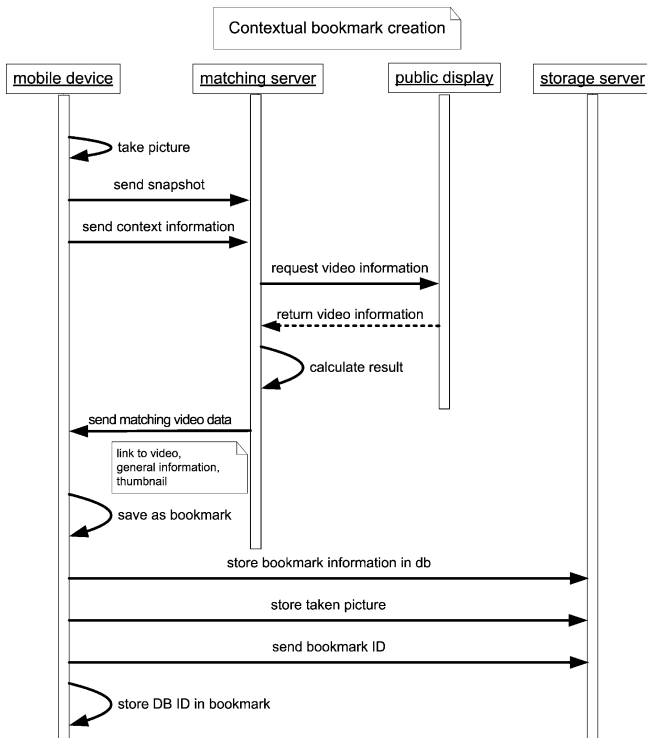 Contextual bookmark creation
mobile device
matching server
public display
storage server
take picture
send snapshot
send context information
request video information
return video information
calculate result
send matching video data
link to video,
general information,
thumbnail
save as bookmark
store bookmark information in db
store taken picture
send bookmark ID
store DB ID in bookmark